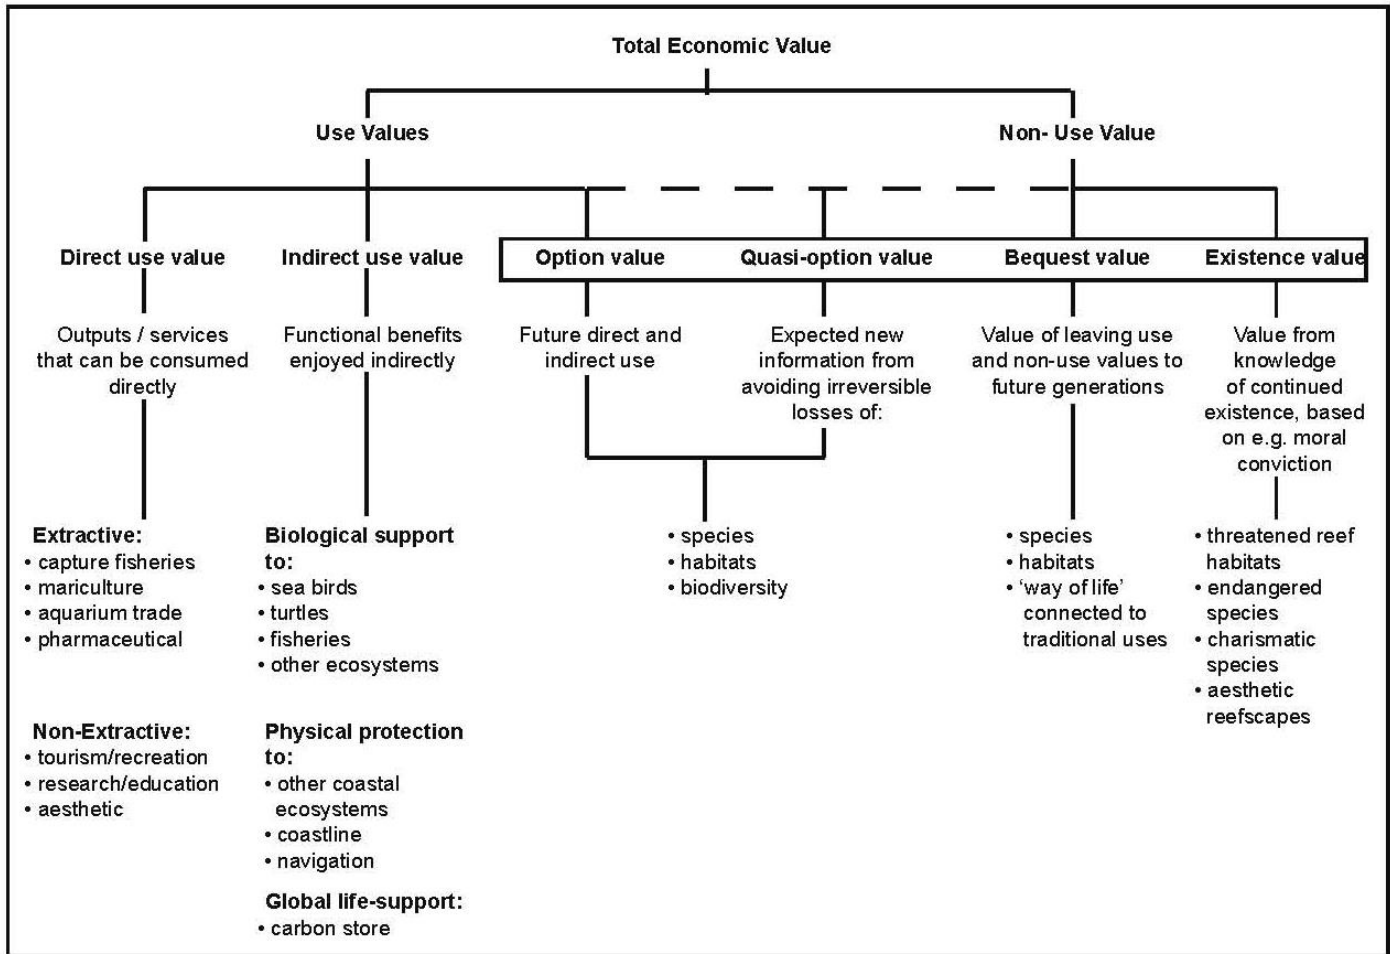 Total Economic Value
Use Values
Non- Use Value
Direct use value
Indirect use value
Option value
Quasi-option value
Bequest value
Existence value
Outputs / services
that can be consumed
directly
Functional benefits
enjoyed indirectly
Future direct and
indirect use
Expected new
information from
avoiding irreversible
losses of:
Value of leaving use
and non-use values to
future generations
Value from
knowledge
of continued
existence, based
on e.g. moral
conviction
Extractive:
• capture fisheries
• mariculture
• aquarium trade
• pharmaceutical
Non-Extractive:
• tourism/recreation
• research/education
• aesthetic
Biological support
to:
• sea birds
• turtles
• fisheries
• other ecosystems
Physical protection
to:
• other coastal
ecosystems
• coastline
• navigation
Global life-support:
• carbon store
• species
• habitats
• biodiversity
• species
• habitats
• ‘way of life’
connected to
traditional uses
• threatened reef
habitats
• endangered
species
• charismatic
species
• aesthetic
reefscapes